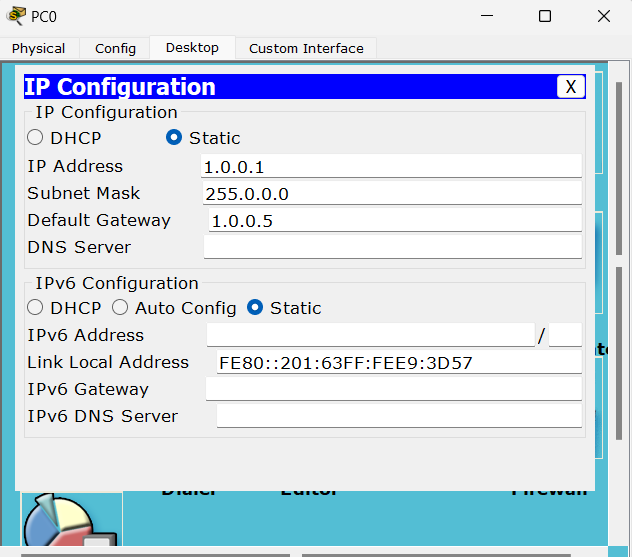 PC0
Physical Config Desktop Custom Interface
IP Configuration X
IP Configuration
DHCP Static
IP Address 1.0.0.1
Subnet Mask 255.0.0.0
Default Gateway 1.0.0.5
DNS Server
IPv6 Configuration
DHCP Auto Config Static
IPv6 Address /
Link Local Address FE80::201:63FF:FEE9:3D57
IPv6 Gateway
IPv6 DNS Server
Dialer Editor Firewall